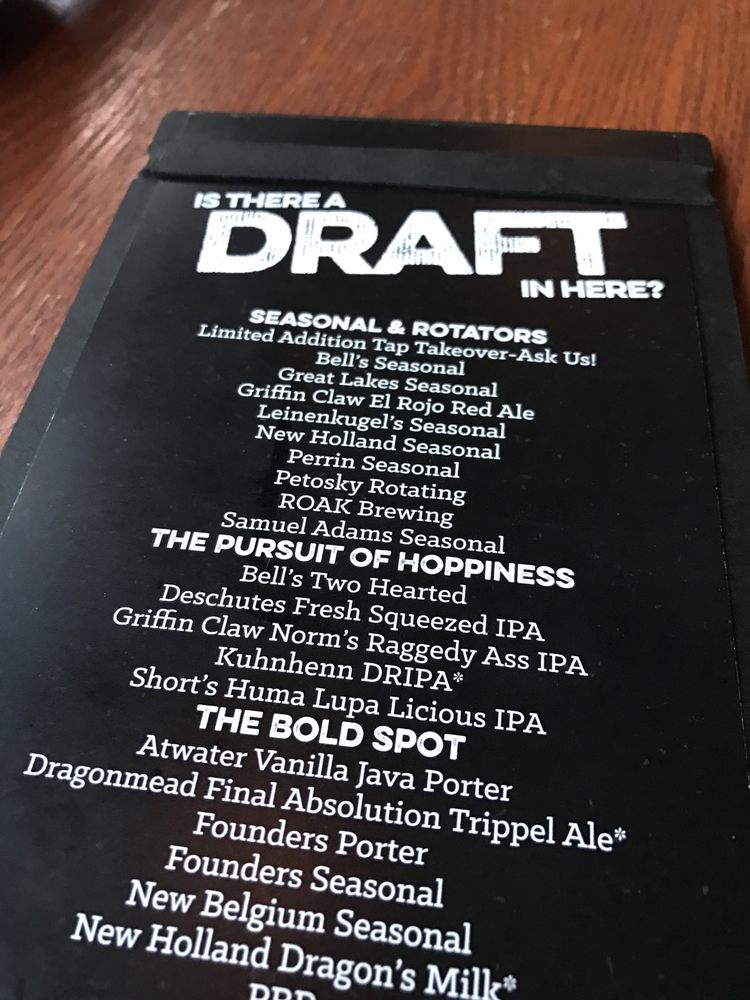 IS THERE A
DRAFT
IN HERE?
SEASONAL & ROTATORS
Limited Addition Tap Takeover-Ask Us!
Bell's Seasonal
Great Lakes Seasonal
Griffin Claw El Rojo Red Ale
Leinenkugel's Seasonal
New Holland Seasonal
Perrin Seasonal
Petosky Rotating
ROAK Brewing
Samuel Adams Seasonal
THE PURSUIT OF HOPPINESS
Bell's Two Hearted
Deschutes Fresh Squeezed IPA
Griffin Claw Norm's Raggedy Ass IPA
Kuhnhenn DRIPA*
Short's Huma Lupa Licious IPA
THE BOLD SPOT
Atwater Vanilla Java Porter
Dragonmead Final Absolution Trippel Ale*
Founders Porter
Founders Seasonal
New Belgium Seasonal
New Holland Dragon's Milk*